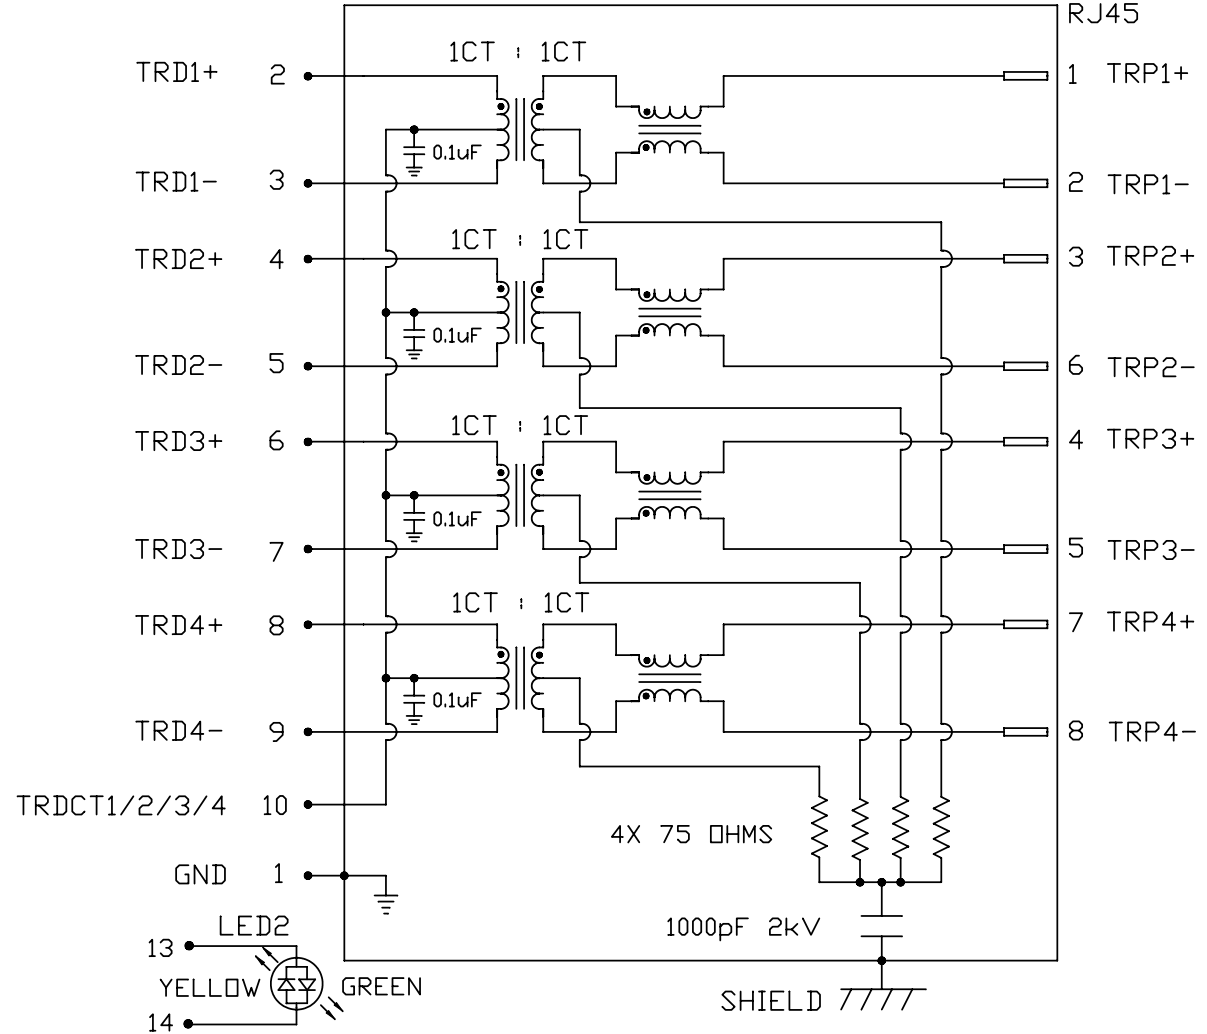 RJ45
1CT : 1CT
TRD1+ 2 1 TRP1+
0.1uF
TRD1- 3 2 TRP1-
1CT : 1CT
TRD2+ 4 3 TRP2+
0.1uF
TRD2- 5 6 TRP2-
1CT : 1CT
TRD3+ 6 4 TRP3+
0.1uF
TRD3- 7 5 TRP3-
1CT : 1CT
TRD4+ 8 7 TRP4+
0.1uF
TRD4- 9 8 TRP4-
TRDCT1/2/3/4 10
4X 75 OHMS
GND 1
LED2
1000pF 2kV
13
YELLOW GREEN
SHIELD
14